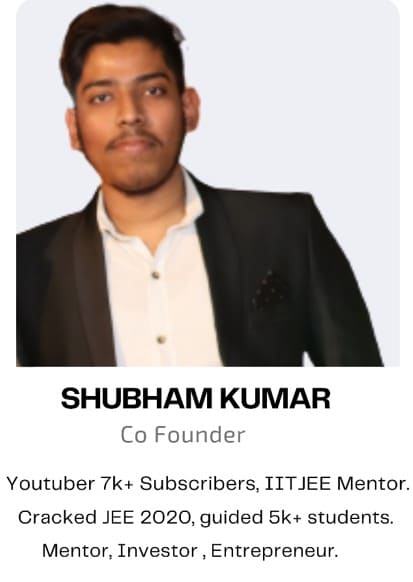 SHUBHAM KUMAR
Co Founder
Youtuber 7k+ Subscribers, IITJEE Mentor.
Cracked JEE 2020, guided 5k+ students.
Mentor, Investor , Entrepreneur.